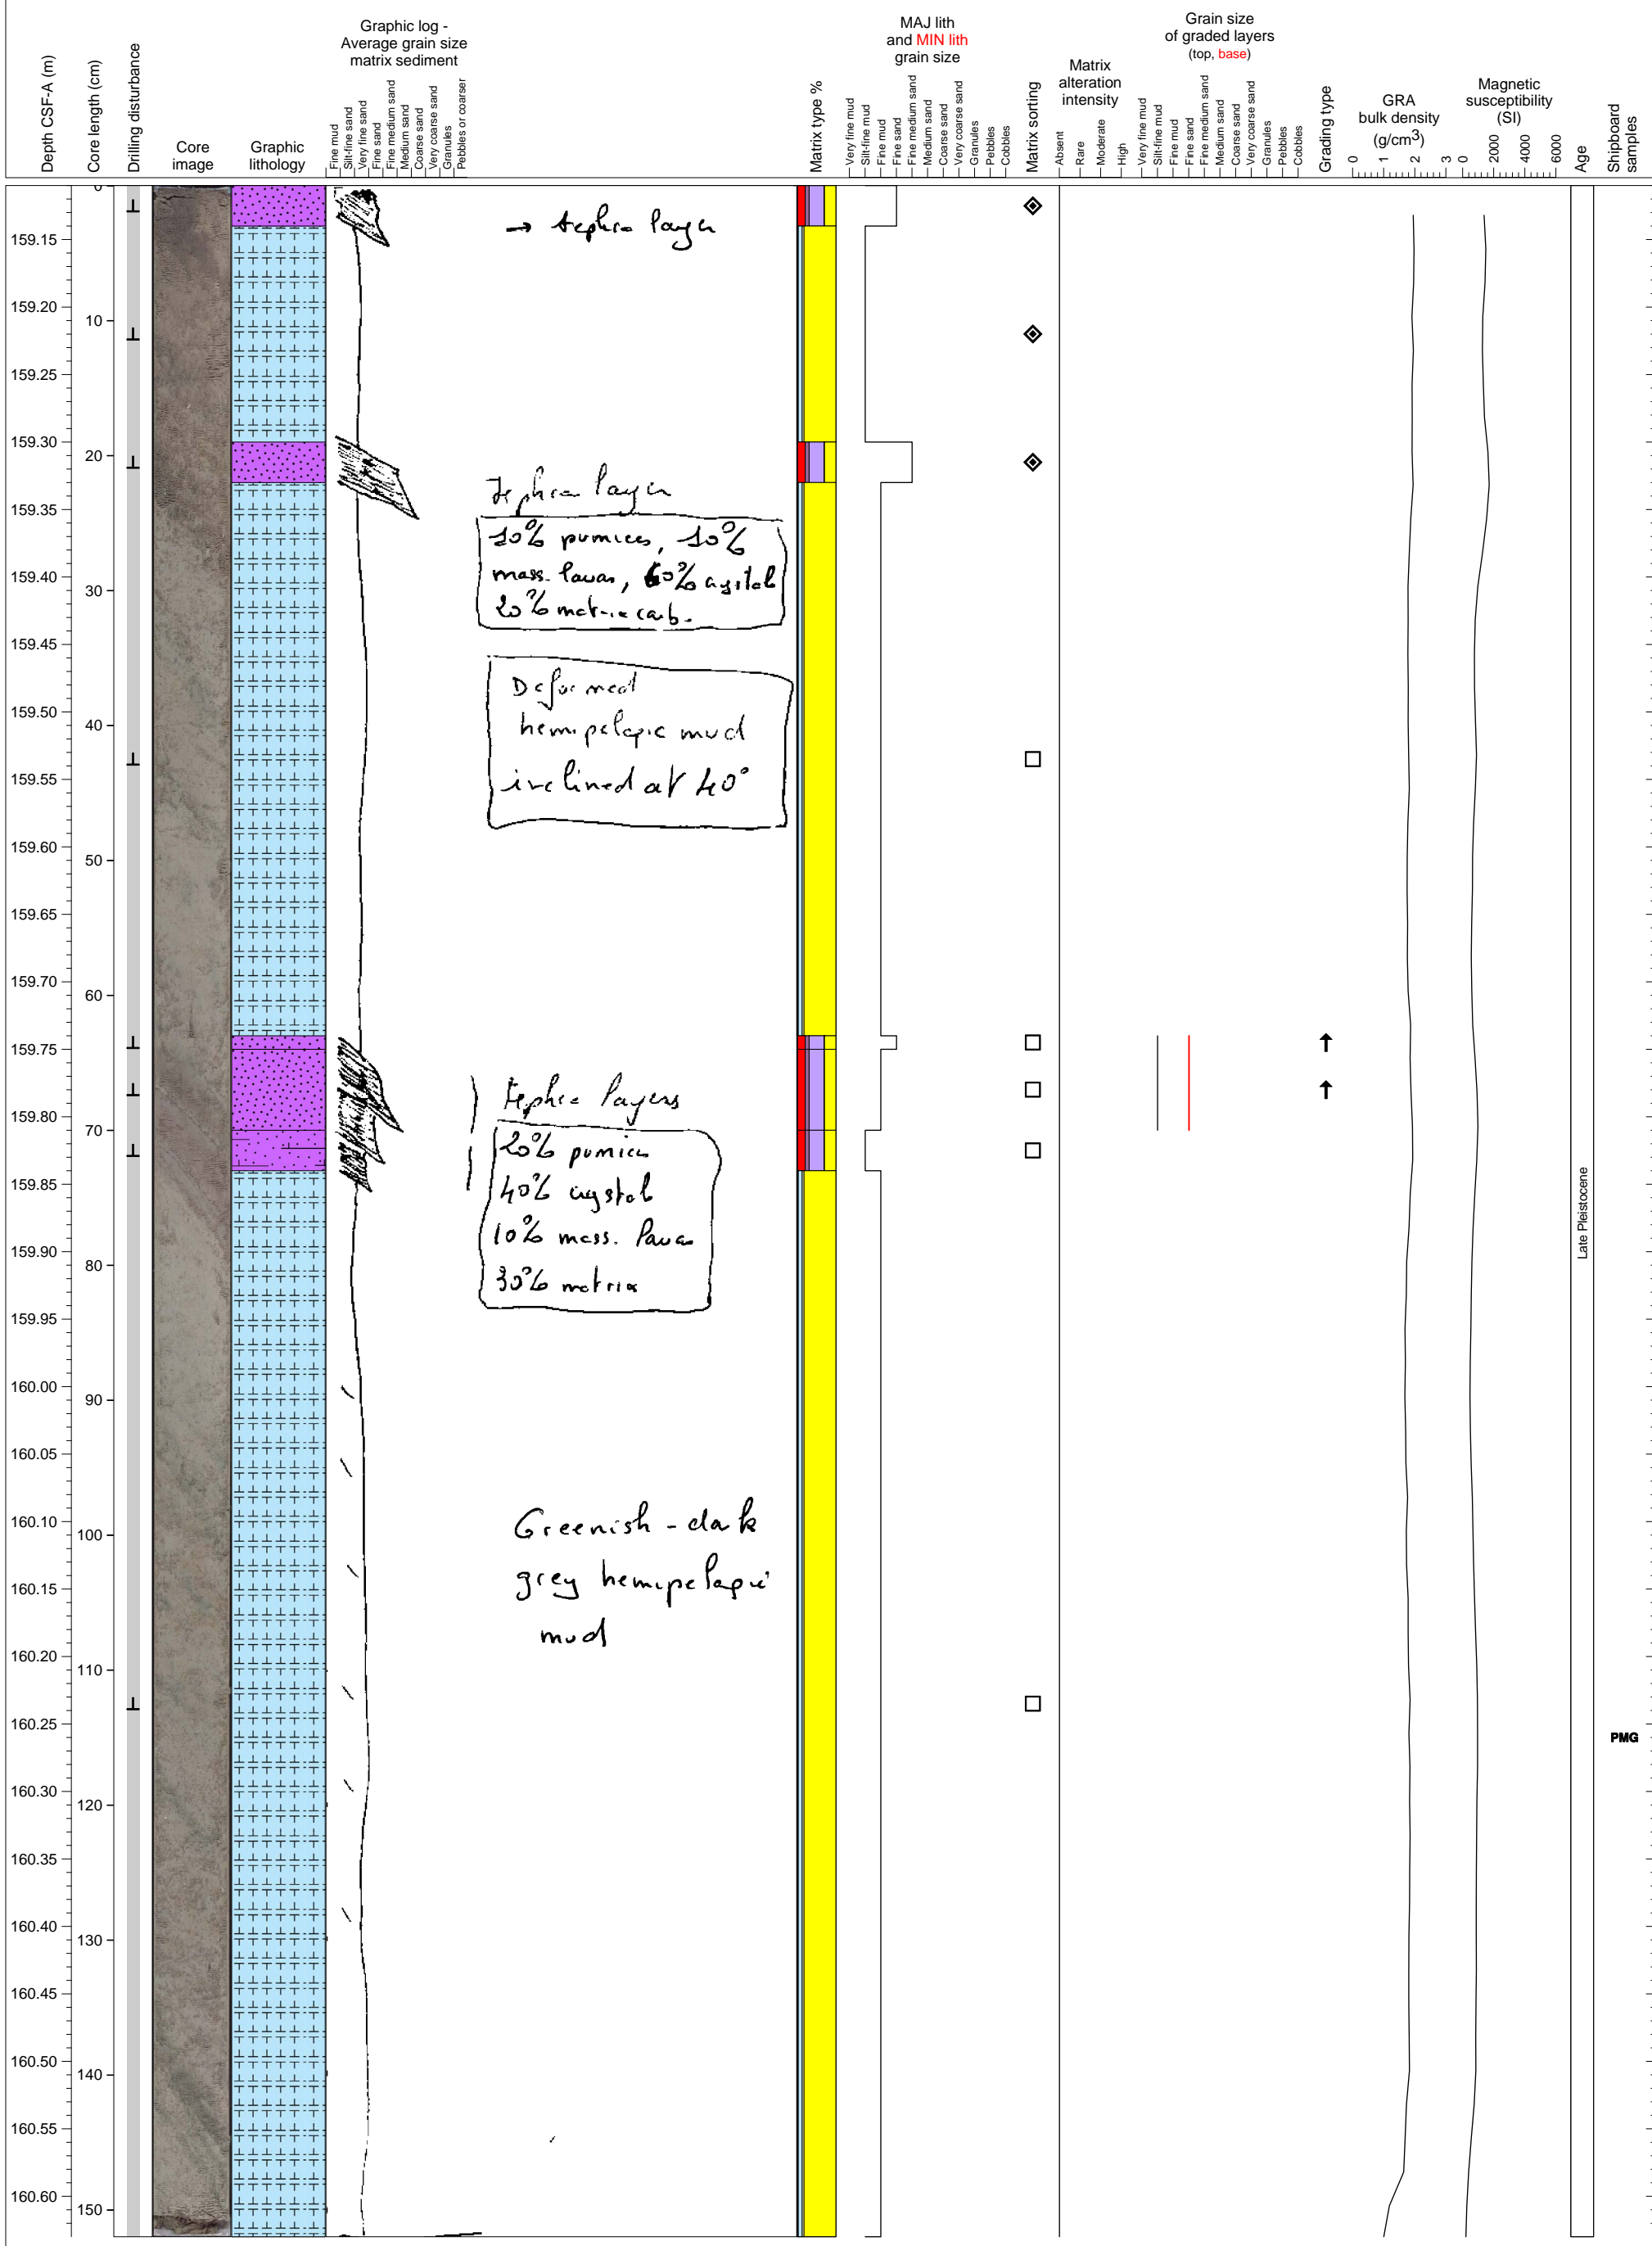 Graphic log -
Average grain size
matrix sediment
MAJ lith
and MIN lith
grain size
Grain size
of graded layers
(top, base)
Depth CSF-A (m)
Core length (cm)
Drilling disturbance
Core
image
Graphic
lithology
Fine mud
Silt-fine sand
Very fine sand
Fine sand
Fine medium sand
Medium sand
Coarse sand
Very coarse sand
Granules
Pebbles or coarser
Matrix type %
Very fine mud
Silt-fine mud
Fine mud
Fine sand
Fine medium sand
Medium sand
Coarse sand
Very coarse sand
Granules
Pebbles
Cobbles
Matrix sorting
Matrix
alteration
intensity
Absent
Rare
Moderate
High
Very fine mud
Silt-fine mud
Fine mud
Fine sand
Fine medium sand
Medium sand
Coarse sand
Very coarse sand
Granules
Pebbles
Cobbles
Grading type
GRA
bulk density
(g/cm3)
0 1 2 3
Magnetic
susceptibility
(SI)
0 2000 4000 6000
Age
Shipboard
samples
0
159.15
159.20
10
159.25
159.30
20
159.35
159.40
30
159.45
159.50
40
159.55
159.60
50
159.65
159.70
60
159.75
159.80
70
159.85
159.90
80
159.95
160.00
90
160.05
160.10
100
160.15
160.20
110
160.25
160.30
120
160.35
160.40
130
160.45
160.50
140
160.55
160.60
150
→ tephra layer
Tephra layer
10% pumices, 10%
mass. lavas, 60% crystal
20% matrix carb.
Deformed
hemipelagic mud
inclined at 40°
Tephra layers
20% pumices
40% crystal
10% mass. lavas
30% matrix
Greenish - dark
grey hemipelagic
mud
Late Pleistocene
PMG